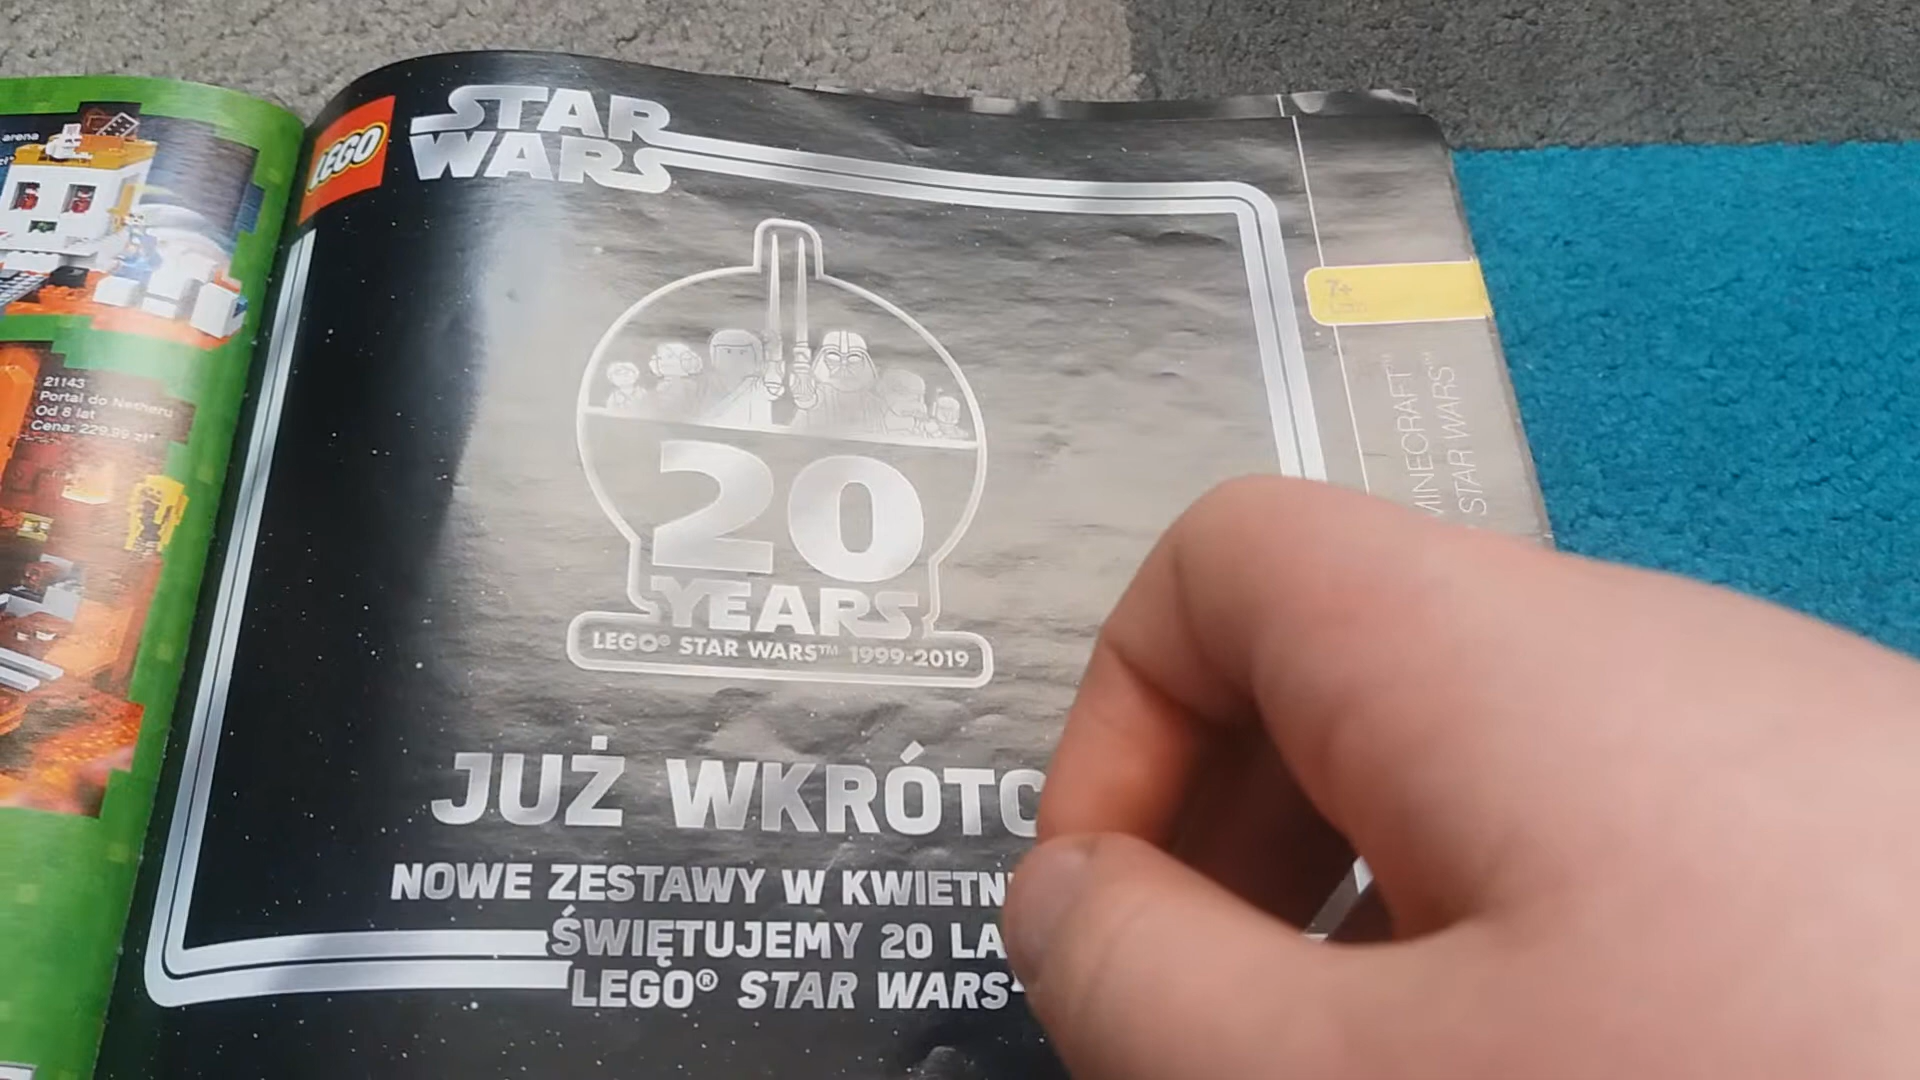 arena
21143
Portal do Netheru
Od 8 lat
Cena: 229,99 zł*
LEGO
STAR
WARS
20
YEARS
LEGO® STAR WARS™ 1999-2019
JUŻ WKRÓTC
NOWE ZESTAWY W KWIETN
ŚWIĘTUJEMY 20 LA
LEGO® STAR WARS
7+
MINECRAFT™
STAR WARS™